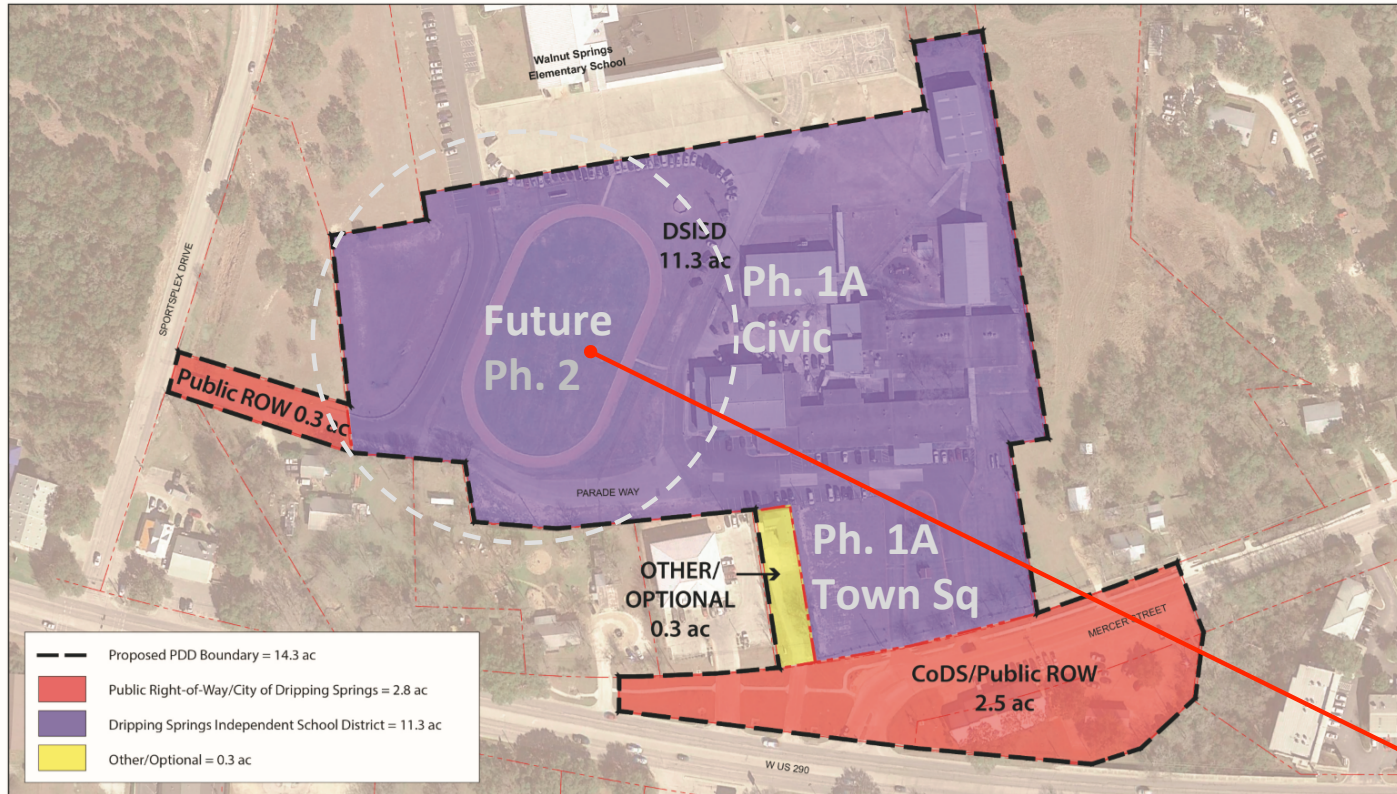 Walnut Springs
Elementary School
SPORTSPLEX DRIVE
DSISD
11.3 ac
Ph. 1A
Civic
Future
Ph. 2
Public ROW 0.3 ac
PARADE WAY
Ph. 1A
Town Sq
OTHER/
OPTIONAL
0.3 ac
MERCER STREET
CoDS/Public ROW
2.5 ac
W US 290
Proposed PDD Boundary = 14.3 ac
Public Right-of-Way/City of Dripping Springs = 2.8 ac
Dripping Springs Independent School District = 11.3 ac
Other/Optional = 0.3 ac